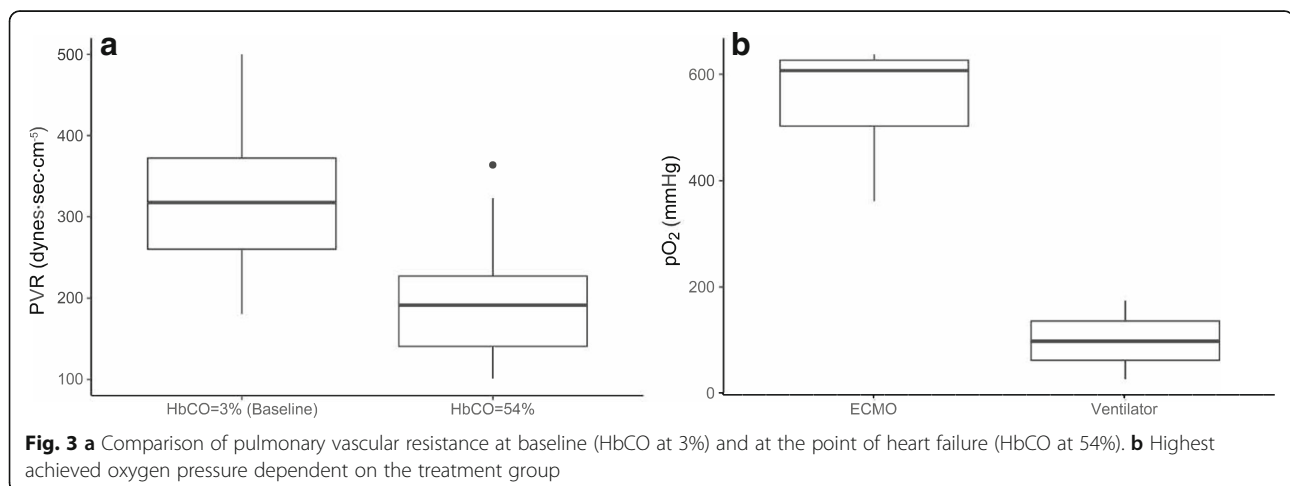 a
500
400
300
200
100
PVR (dynes·sec·cm⁻⁵)
HbCO=3% (Baseline)
HbCO=54%
b
600
400
200
0
pO₂ (mmHg)
ECMO
Ventilator
Fig. 3 a Comparison of pulmonary vascular resistance at baseline (HbCO at 3%) and at the point of heart failure (HbCO at 54%). b Highest
achieved oxygen pressure dependent on the treatment group